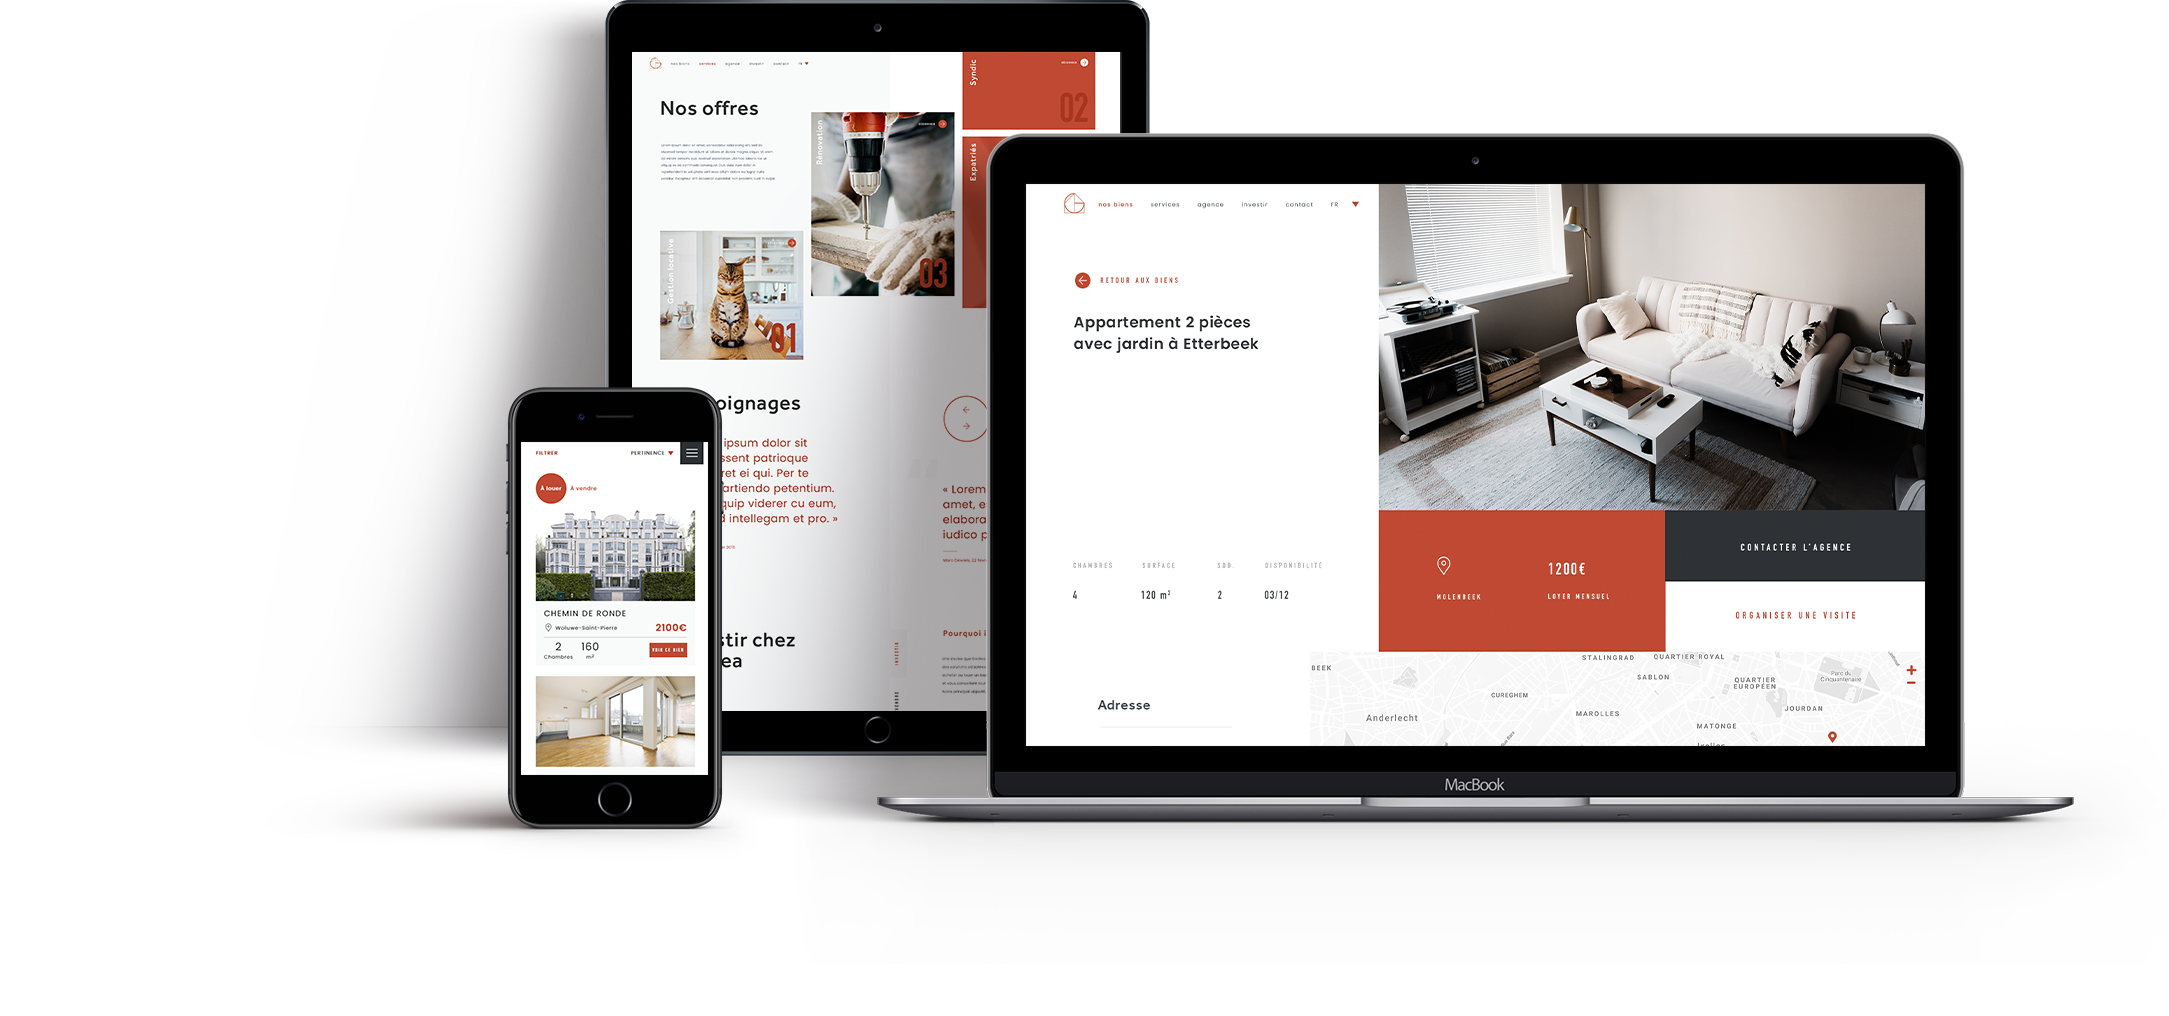 nos biens services agence investir contact FR
Nos offres
Gestion locative
01
Rénovation
03
Syndic
02
Expatriés
oignages
ipsum dolor sit
ssent patrioque
ret ei qui. Per te
artiendo petentium.
quip viderer cu eum,
d intellegam et pro. »
« Lorem
amet, e
elabora
iudico p
stir chez
ea
Pourquoi i
INVESTIR
VENDRE
FILTRER
PERTINENCE
À louer
À vendre
CHEMIN DE RONDE
Woluwe-Saint-Pierre
2100€
2 160
Chambres m²
VOIR CE BIEN
nos biens services agence investir contact FR
RETOUR AUX BIENS
Appartement 2 pièces
avec jardin à Etterbeek
CHAMBRES SURFACE SDB. DISPONIBILITÉ
4 120 m² 2 03/12
Adresse
1200€
MOLENBEEK
LOYER MENSUEL
CONTACTER L'AGENCE
ORGANISER UNE VISITE
BEEK
STALINGRAD
QUARTIER ROYAL
SABLON
QUARTIER
EUROPÉEN
Parc du
Cinquantenaire
CUREGHEM
Anderlecht
MAROLLES
JOURDAN
MATONGE
Ixelles
MacBook